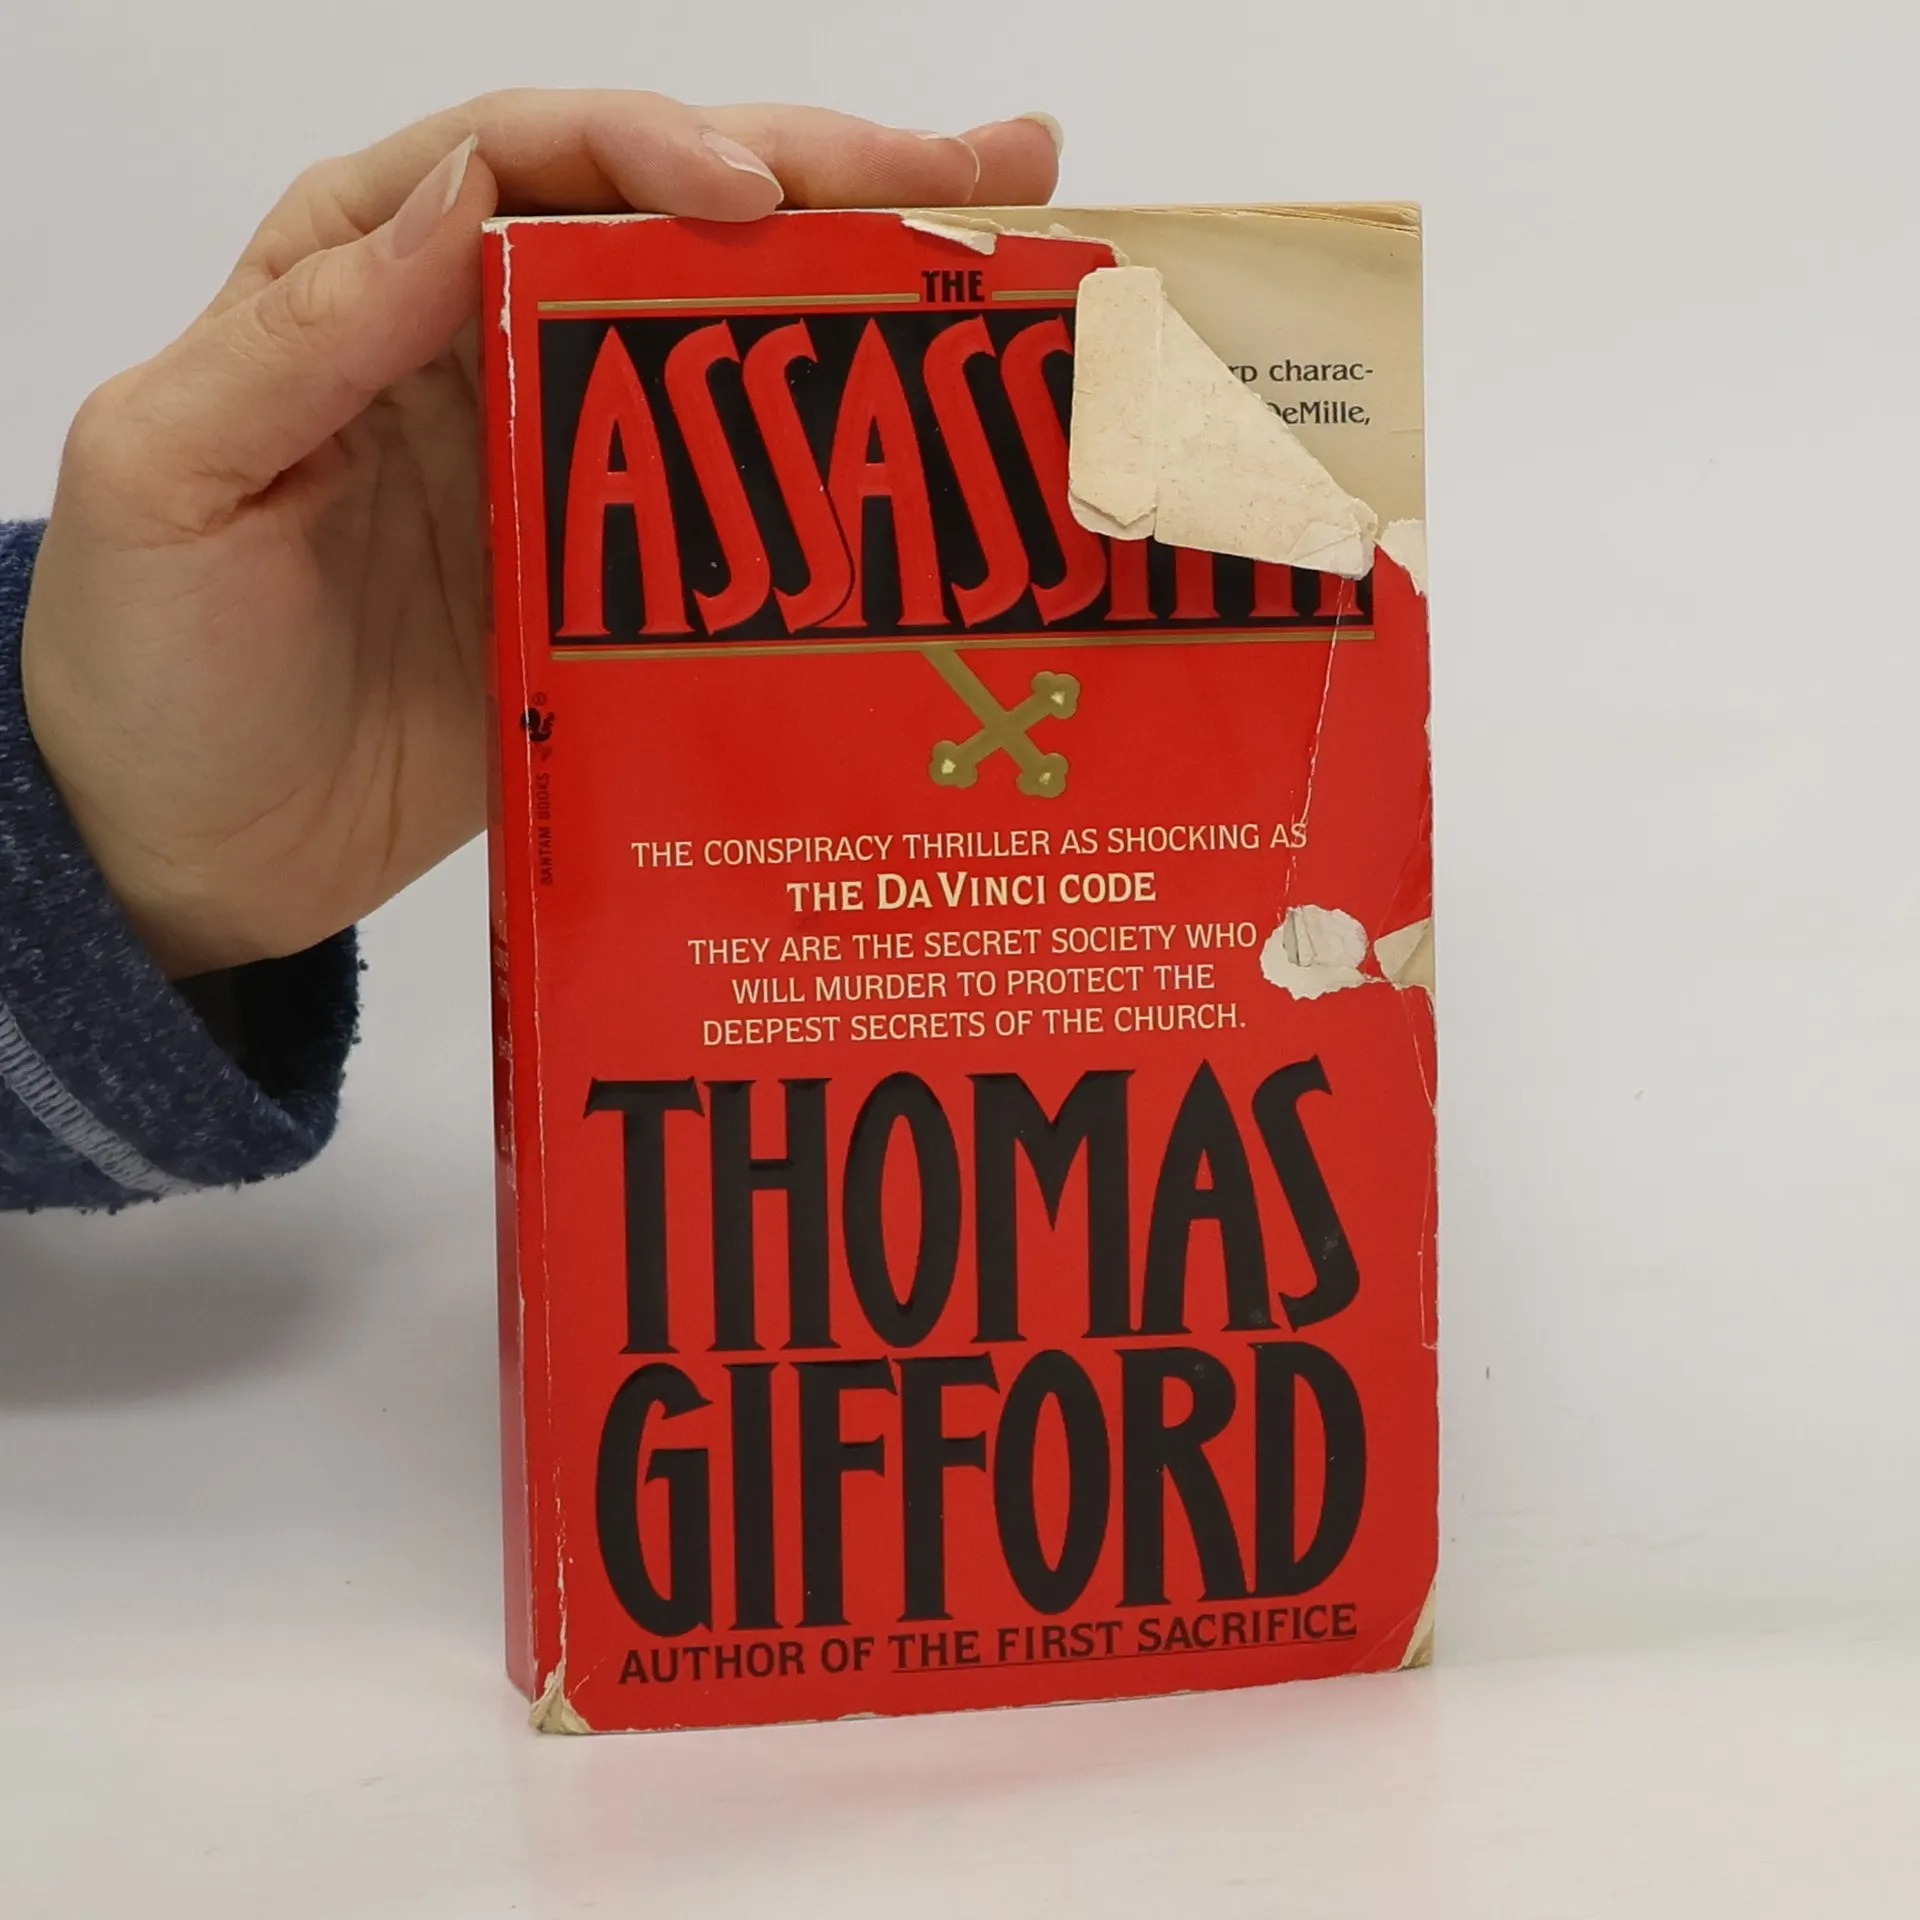 THE
rp charac-
DeMille,
BANTAM BOOKS
THE CONSPIRACY THRILLER AS SHOCKING AS
THE DA VINCI CODE
THEY ARE THE SECRET SOCIETY WHO
WILL MURDER TO PROTECT THE
DEEPEST SECRETS OF THE CHURCH.
THOMAS
GIFFORD
AUTHOR OF THE FIRST SACRIFICE